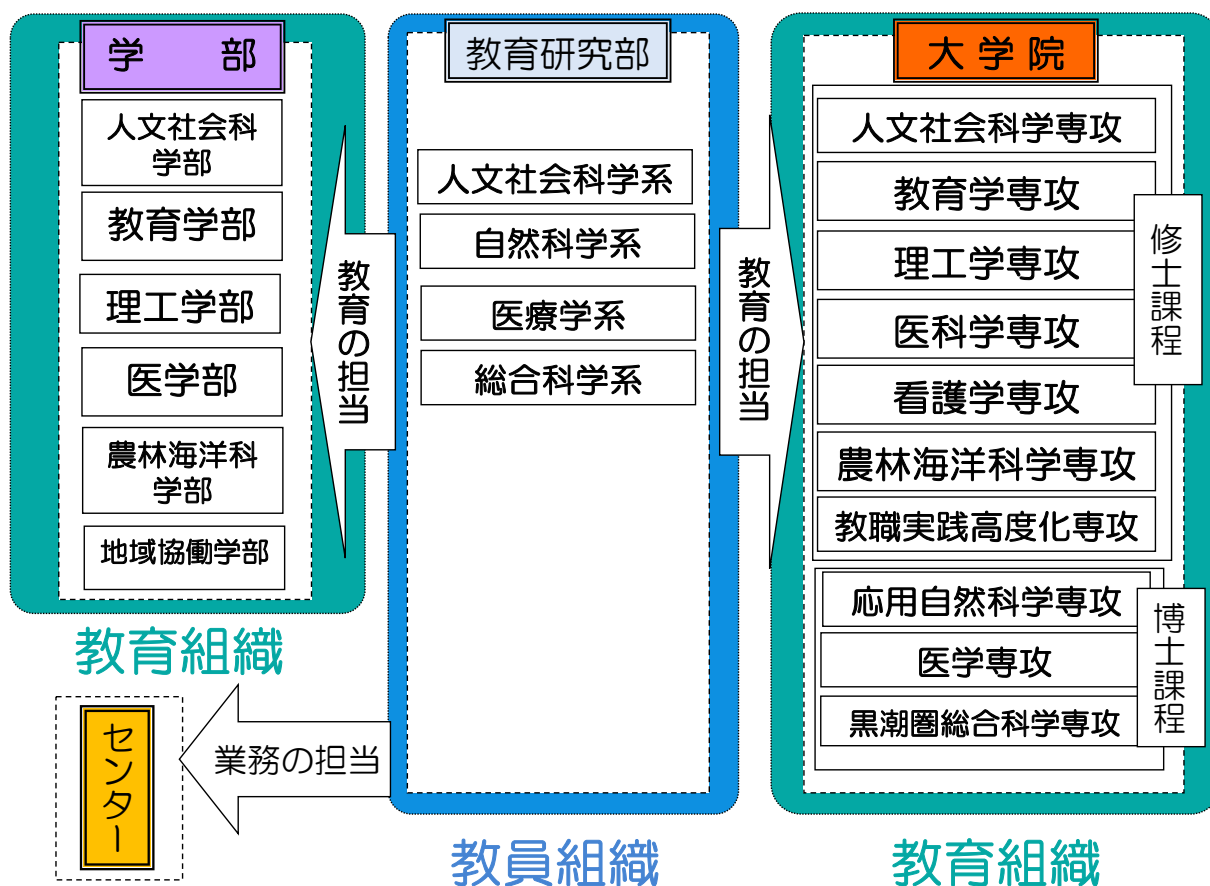 学 部
人文社会科
学部
教育学部
理工学部
医学部
農林海洋科
学部
地域協働学部
教育組織
センター
業務の担当
教育の担当
教育研究部
人文社会科学系
自然科学系
医療学系
総合科学系
教員組織
教育の担当
大 学 院
人文社会科学専攻
教育学専攻
理工学専攻
医科学専攻
看護学専攻
農林海洋科学専攻
教職実践高度化専攻
修士課程
応用自然科学専攻
医学専攻
黒潮圏総合科学専攻
博士課程
教育組織